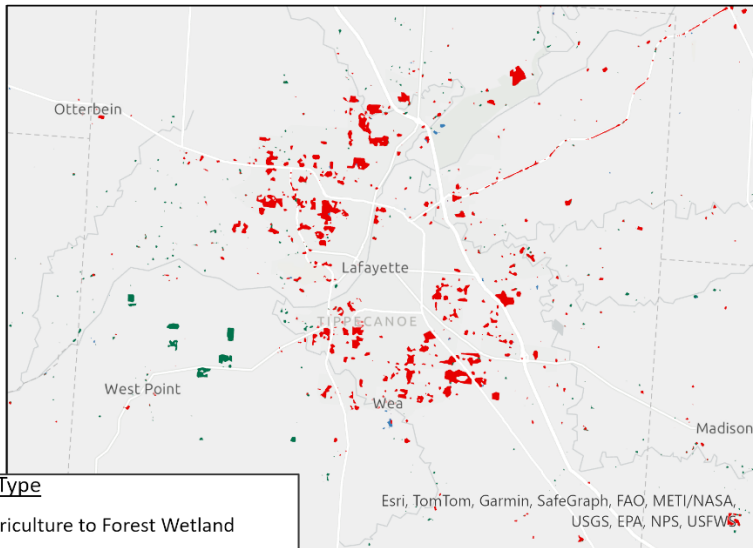 Otterbein
Lafayette
TIPPECANOE
West Point
Wea
Madison
Type
riculture to Forest Wetland
Esri, TomTom, Garmin, SafeGraph, FAO, METI/NASA,
USGS, EPA, NPS, USFWS